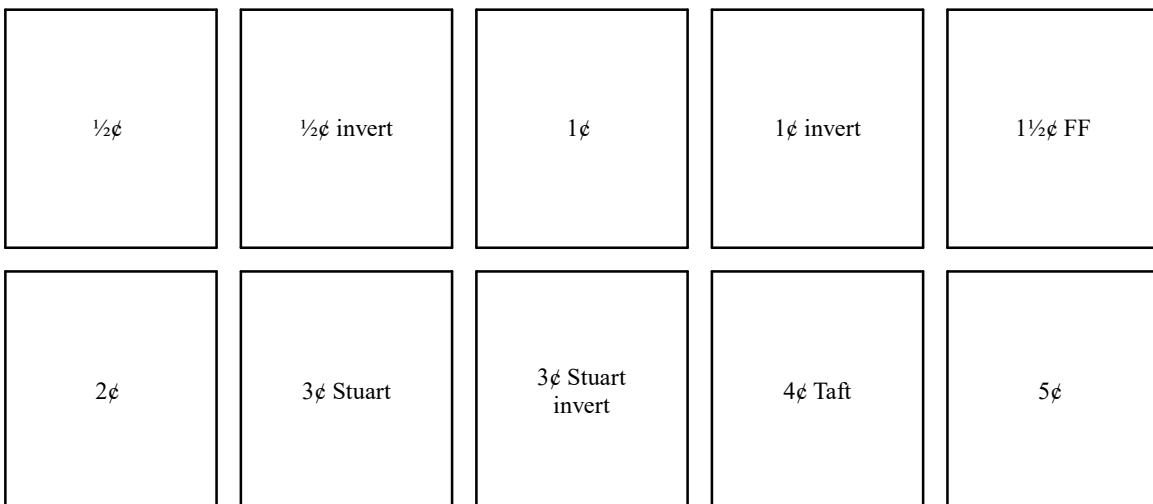 ½¢
½¢ invert
1¢
1¢ invert
1½¢ FF
2¢
3¢ Stuart
3¢ Stuart
invert
4¢ Taft
5¢